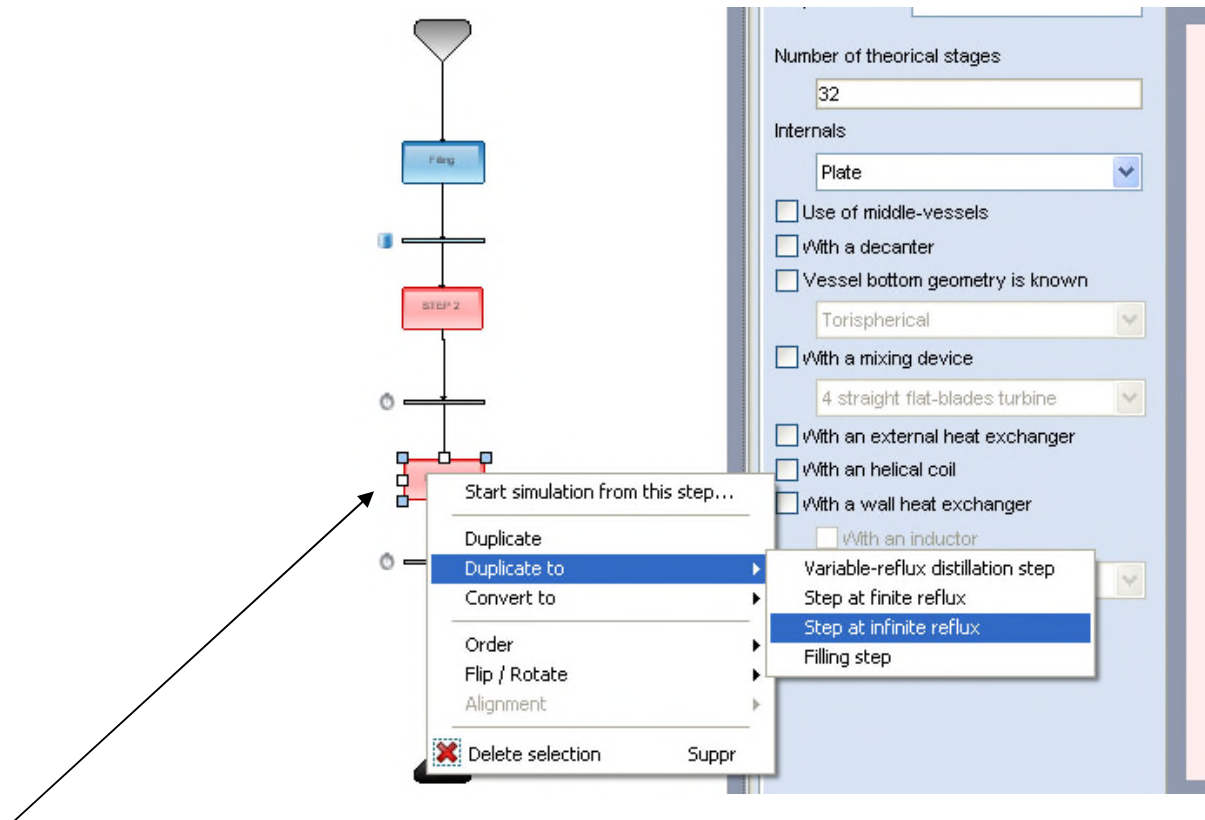 Filling
STEP 2
Start simulation from this step...
Duplicate
Duplicate to
Convert to
Order
Flip / Rotate
Alignment
Delete selection Suppr
Variable-reflux distillation step
Step at finite reflux
Step at infinite reflux
Filling step
Number of theorical stages
32
Internals
Plate
Use of middle-vessels
With a decanter
Vessel bottom geometry is known
Torispherical
With a mixing device
4 straight flat-blades turbine
With an external heat exchanger
With an helical coil
With a wall heat exchanger
With an inductor